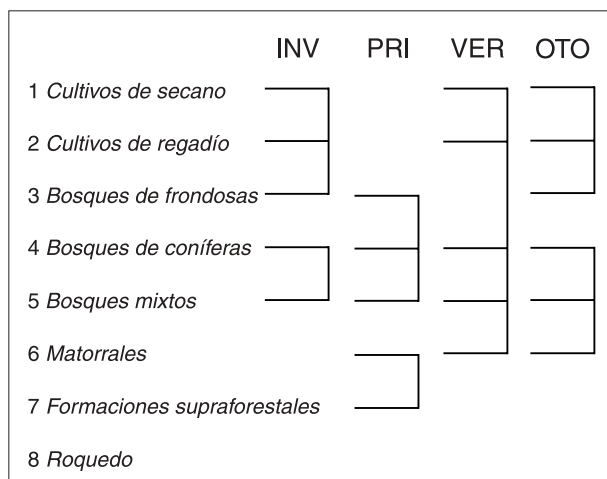 INV PRI VER OTO
1 Cultivos de secano
2 Cultivos de regadío
3 Bosques de frondosas
4 Bosques de coníferas
5 Bosques mixtos
6 Matorrales
7 Formaciones supraforestales
8 Roquedo